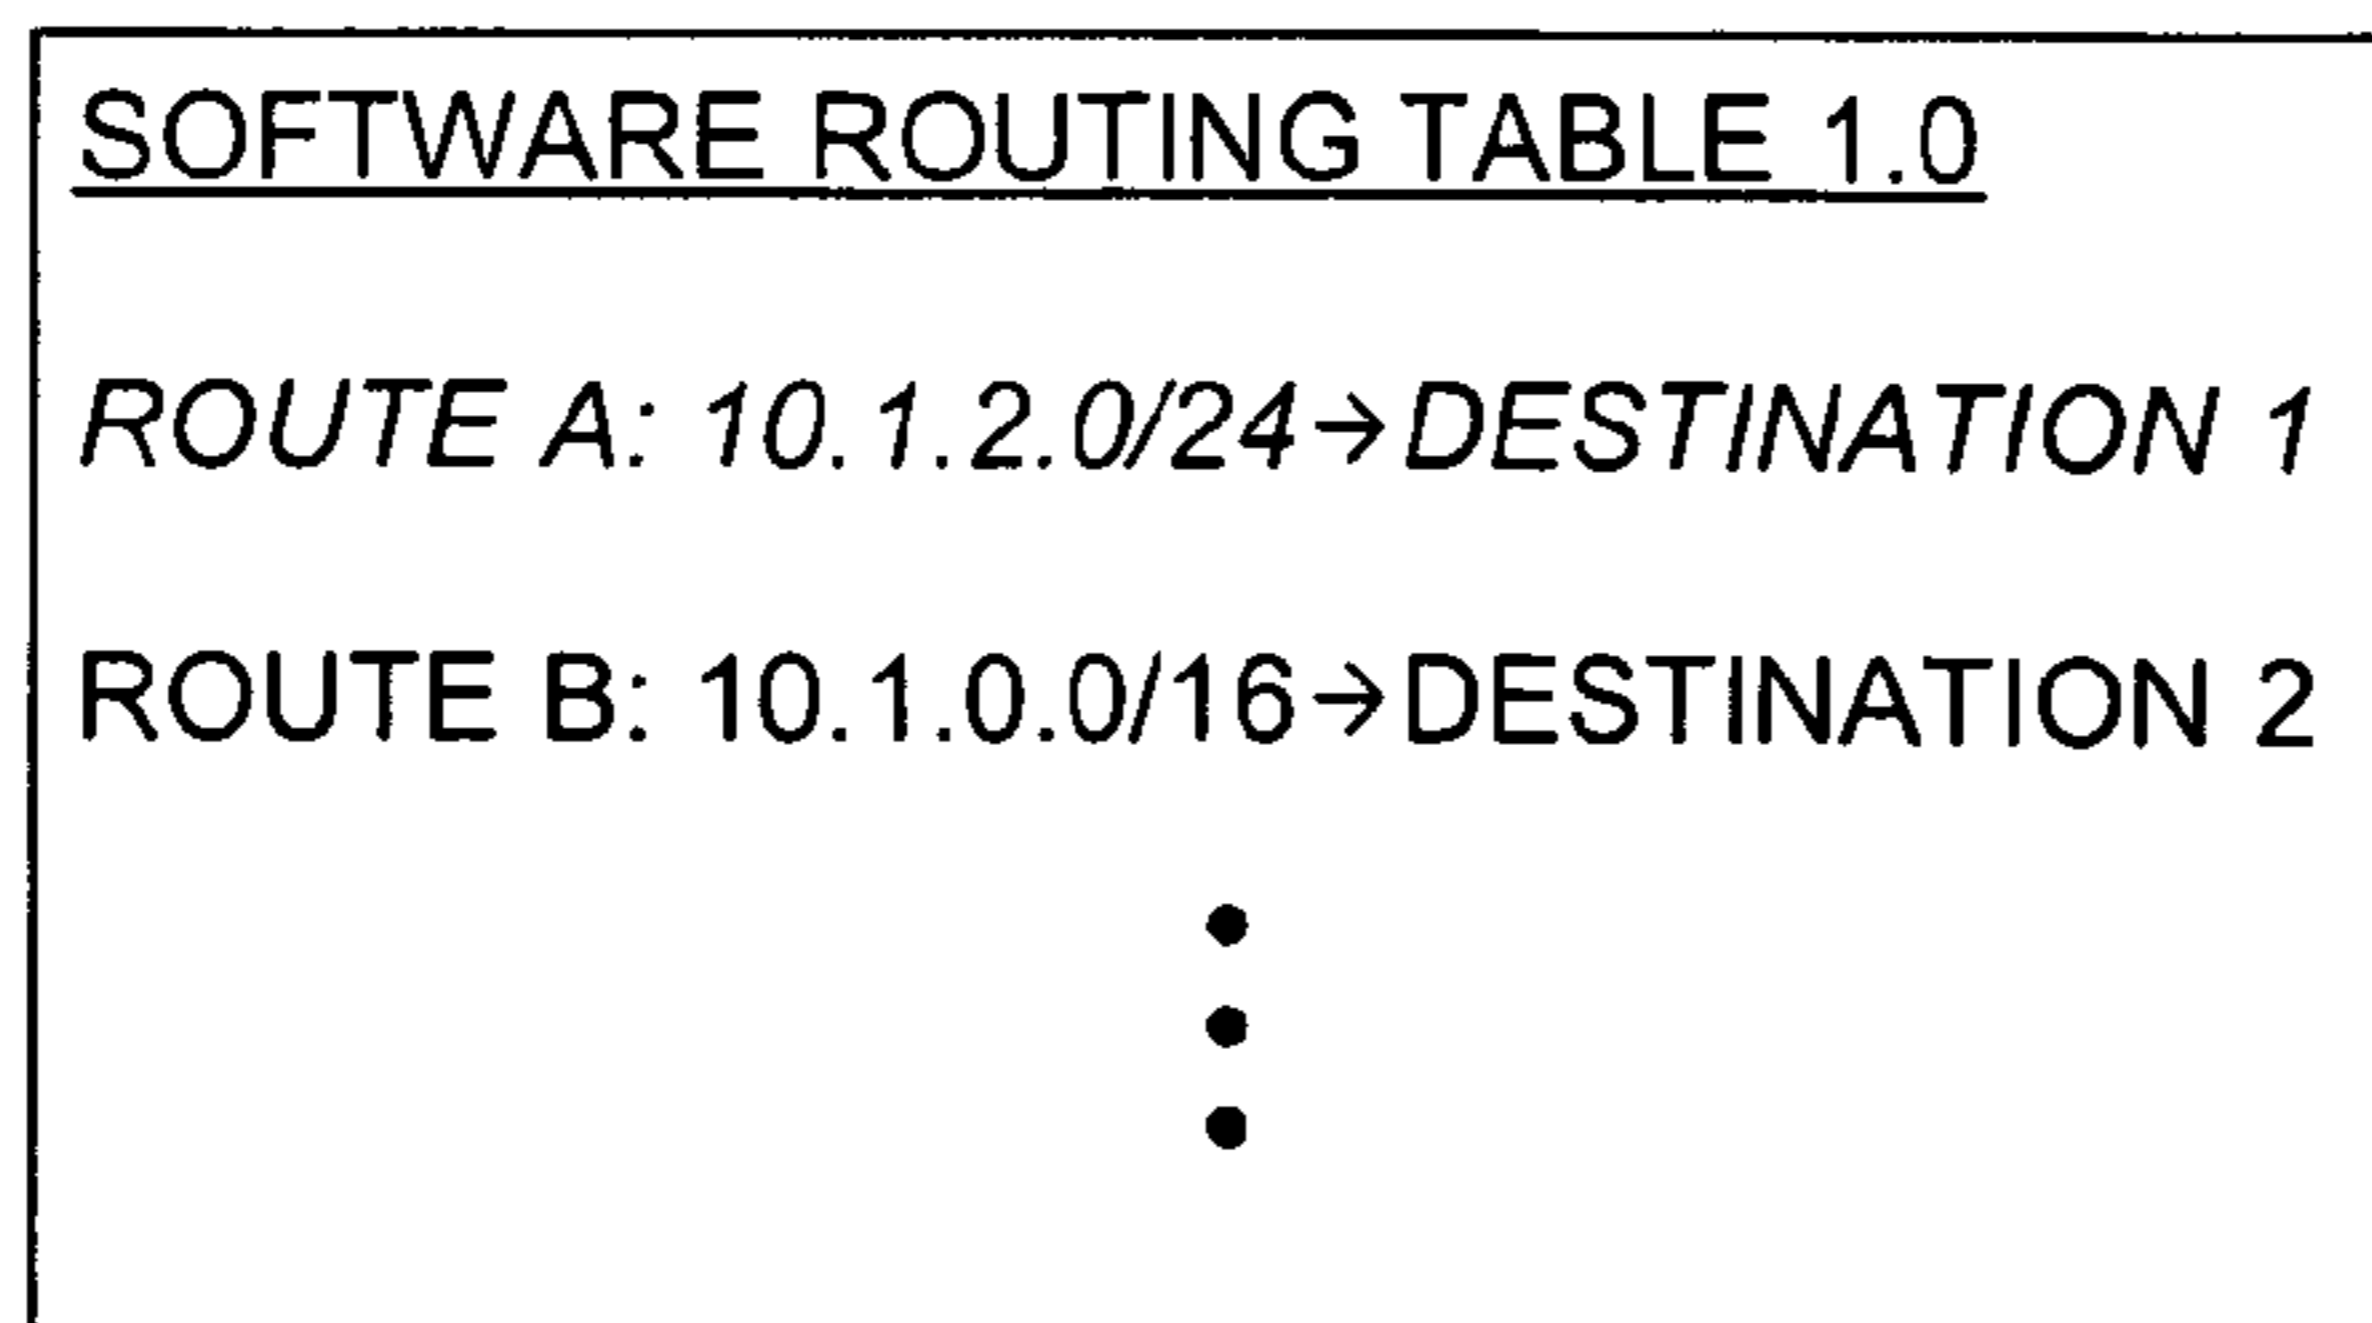 SOFTWARE ROUTING TABLE 1.0
ROUTE A: 10.1.2.0/24→DESTINATION 1
ROUTE B: 10.1.0.0/16→DESTINATION 2